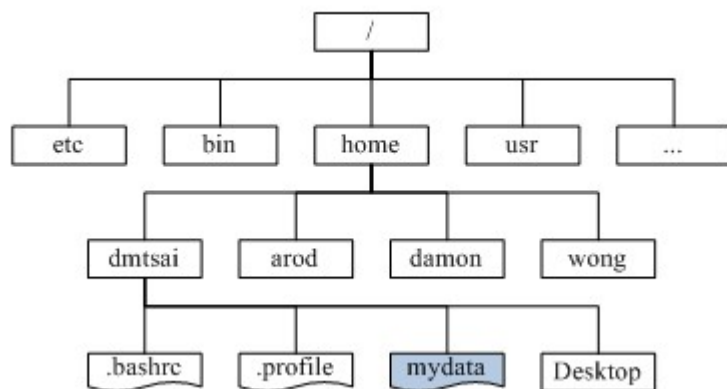 /
etc bin home usr ...
dmtsai arod damon wong
.bashrc .profile mydata Desktop